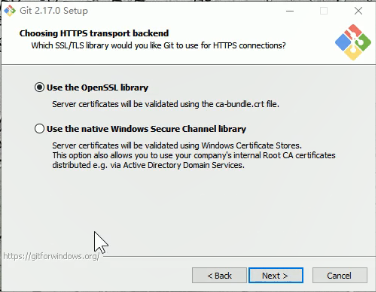 Git 2.17.0 Setup
Choosing HTTPS transport backend
Which SSL/TLS library would you like Git to use for HTTPS connections?
Use the OpenSSL library
Server certificates will be validated using the ca-bundle.crt file.
Use the native Windows Secure Channel library
Server certificates will be validated using Windows Certificate Stores.
This option also allows you to use your company's internal Root CA certificates
distributed e.g. via Active Directory Domain Services.
https://gitforwindows.org/
< Back
Next >
Cancel